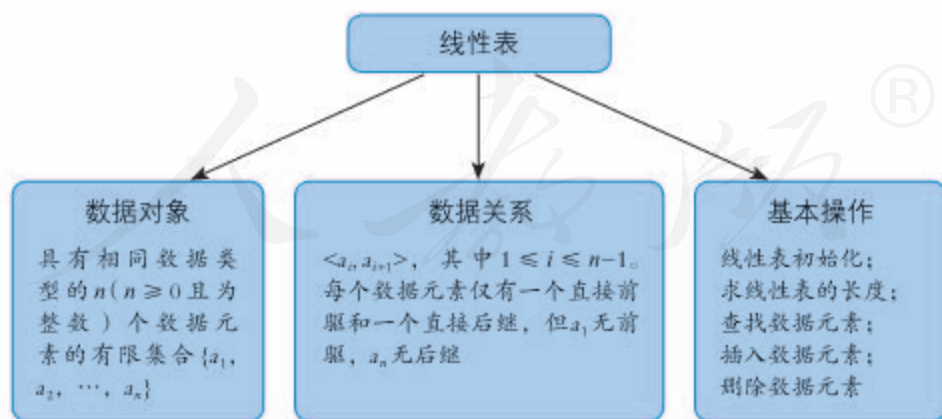 线性表
数据对象
具有相同数据类
型的n(n≥0且为
整数)个数据元
素的有限集合{a₁,
a₂, …, aₙ}
数据关系
<aᵢ, aᵢ₊₁>, 其中1≤i≤n-1。
每个数据元素仅有一个直接前
驱和一个直接后继, 但a₁无前
驱, aₙ无后继
基本操作
线性表初始化;
求线性表的长度;
查找数据元素;
插入数据元素;
删除数据元素
人教版®